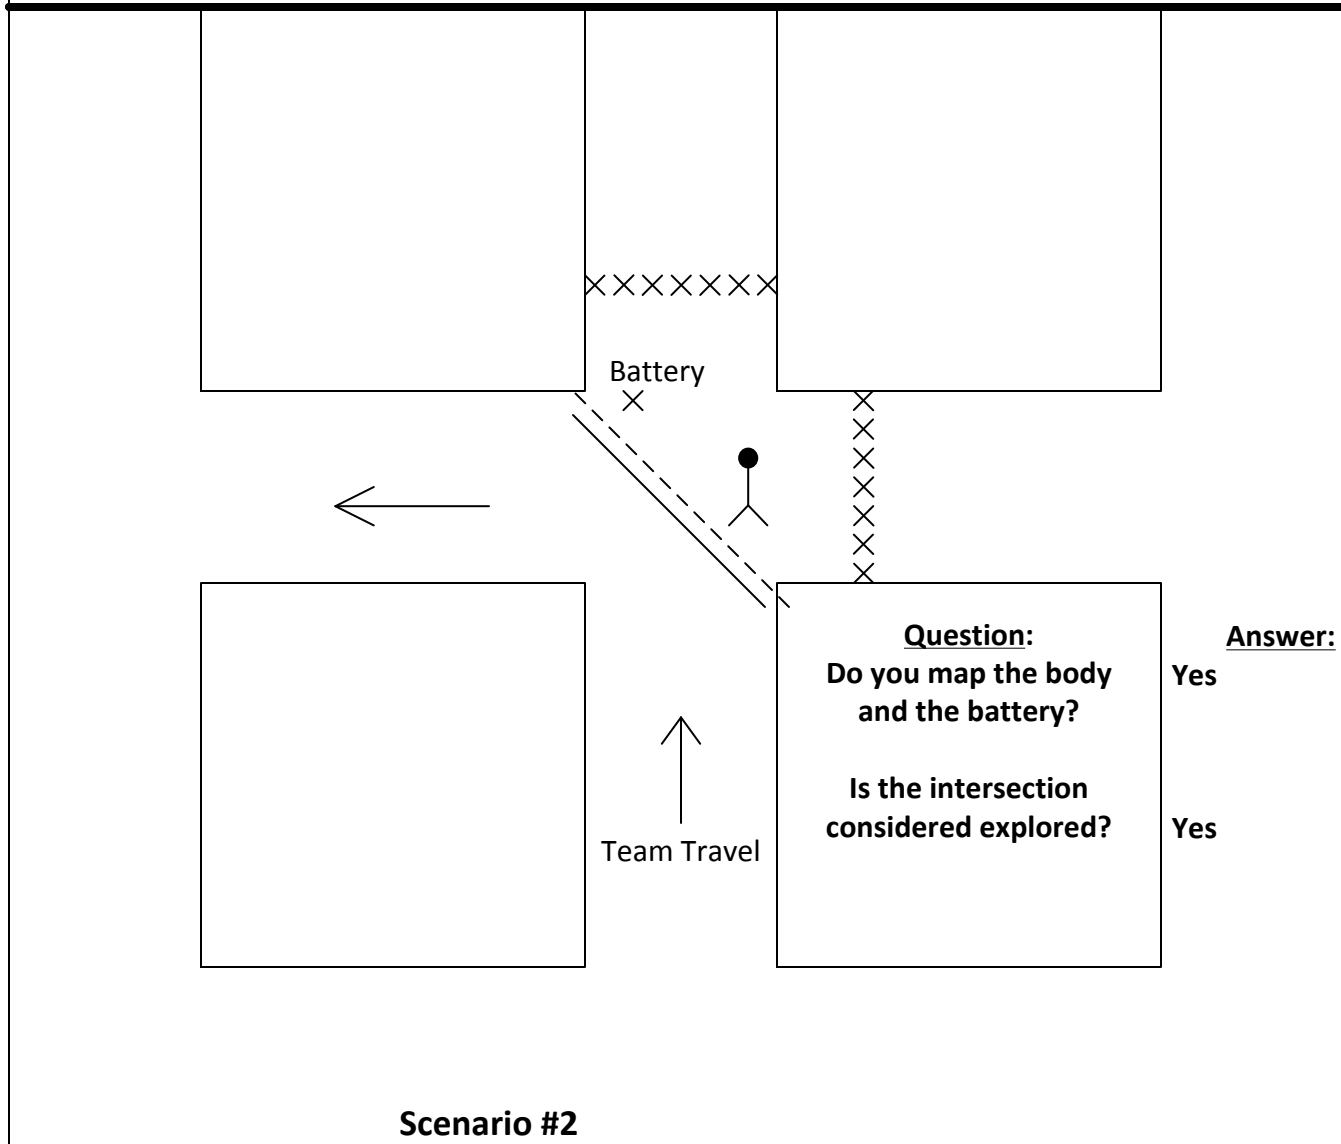 Battery
Question:
Answer:
Do you map the body
Yes
and the battery?
Is the intersection
considered explored?
Yes
Team Travel
Scenario #2